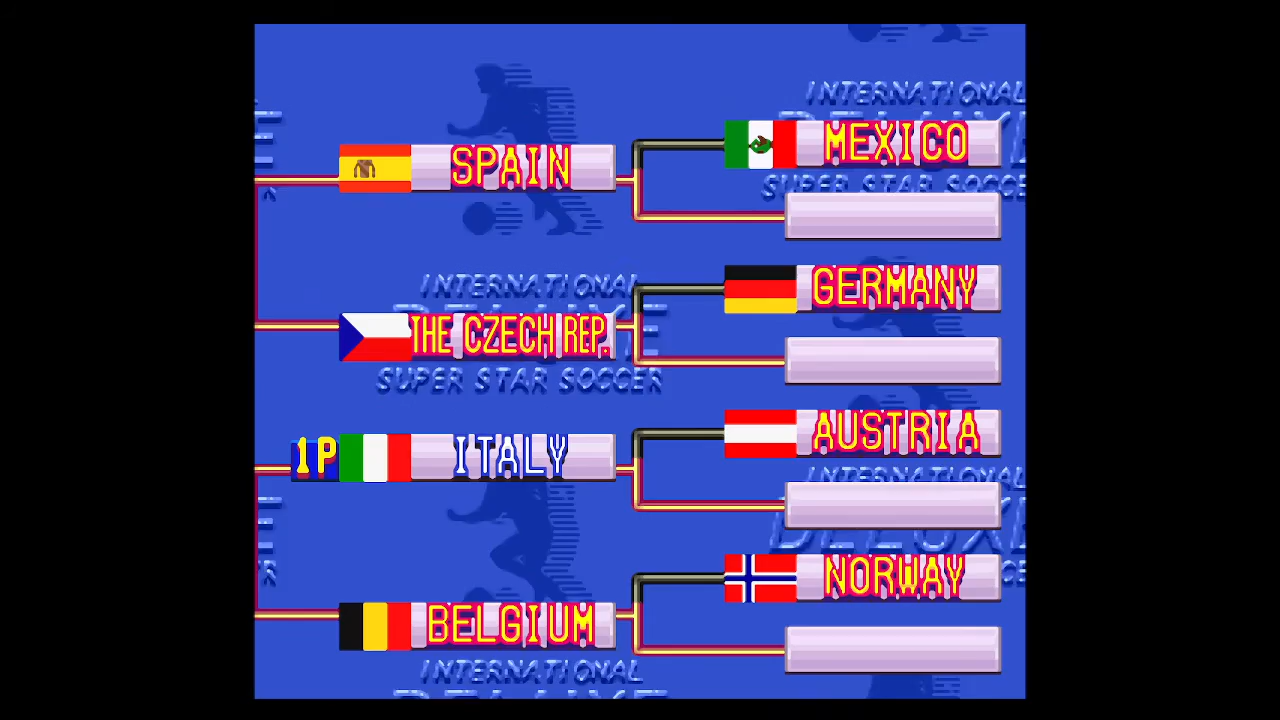 INTERNATIONAL
MEXICO
SPAIN
SUPER STAR SOCCER
GERMANY
INTERNATIONAL
THE CZECH REP.
SUPER STAR SOCCER
AUSTRIA
1P ITALY
INTERNATIONAL
DELUXE
NORWAY
BELGIUM
INTERNATIONAL